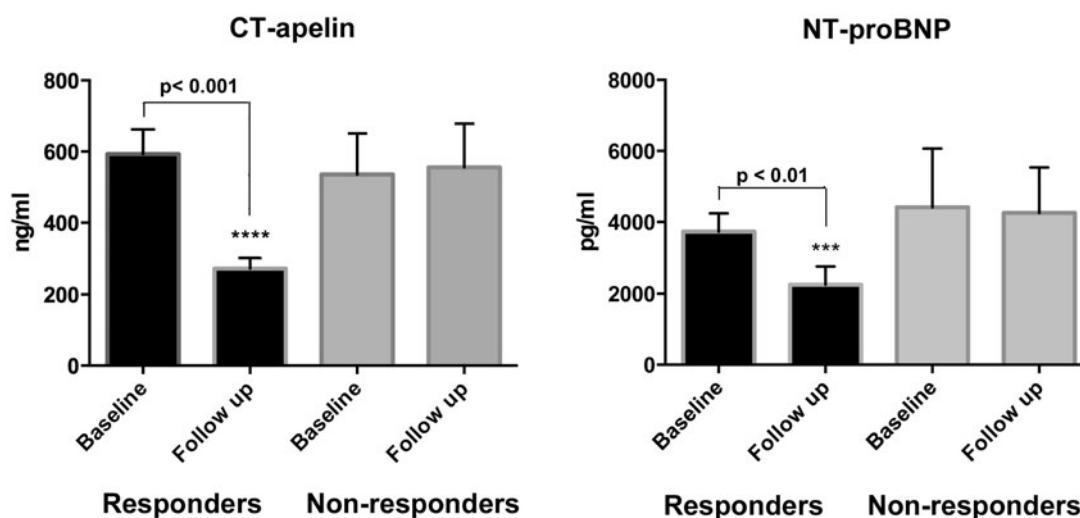 CT-apelin
800
600
400
200
0
ng/ml
p< 0.001
****
Baseline
Follow up
Baseline
Follow up
Responders
Non-responders
NT-proBNP
8000
6000
4000
2000
0
pg/ml
p < 0.01
***
Baseline
Follow up
Baseline
Follow up
Responders
Non-responders